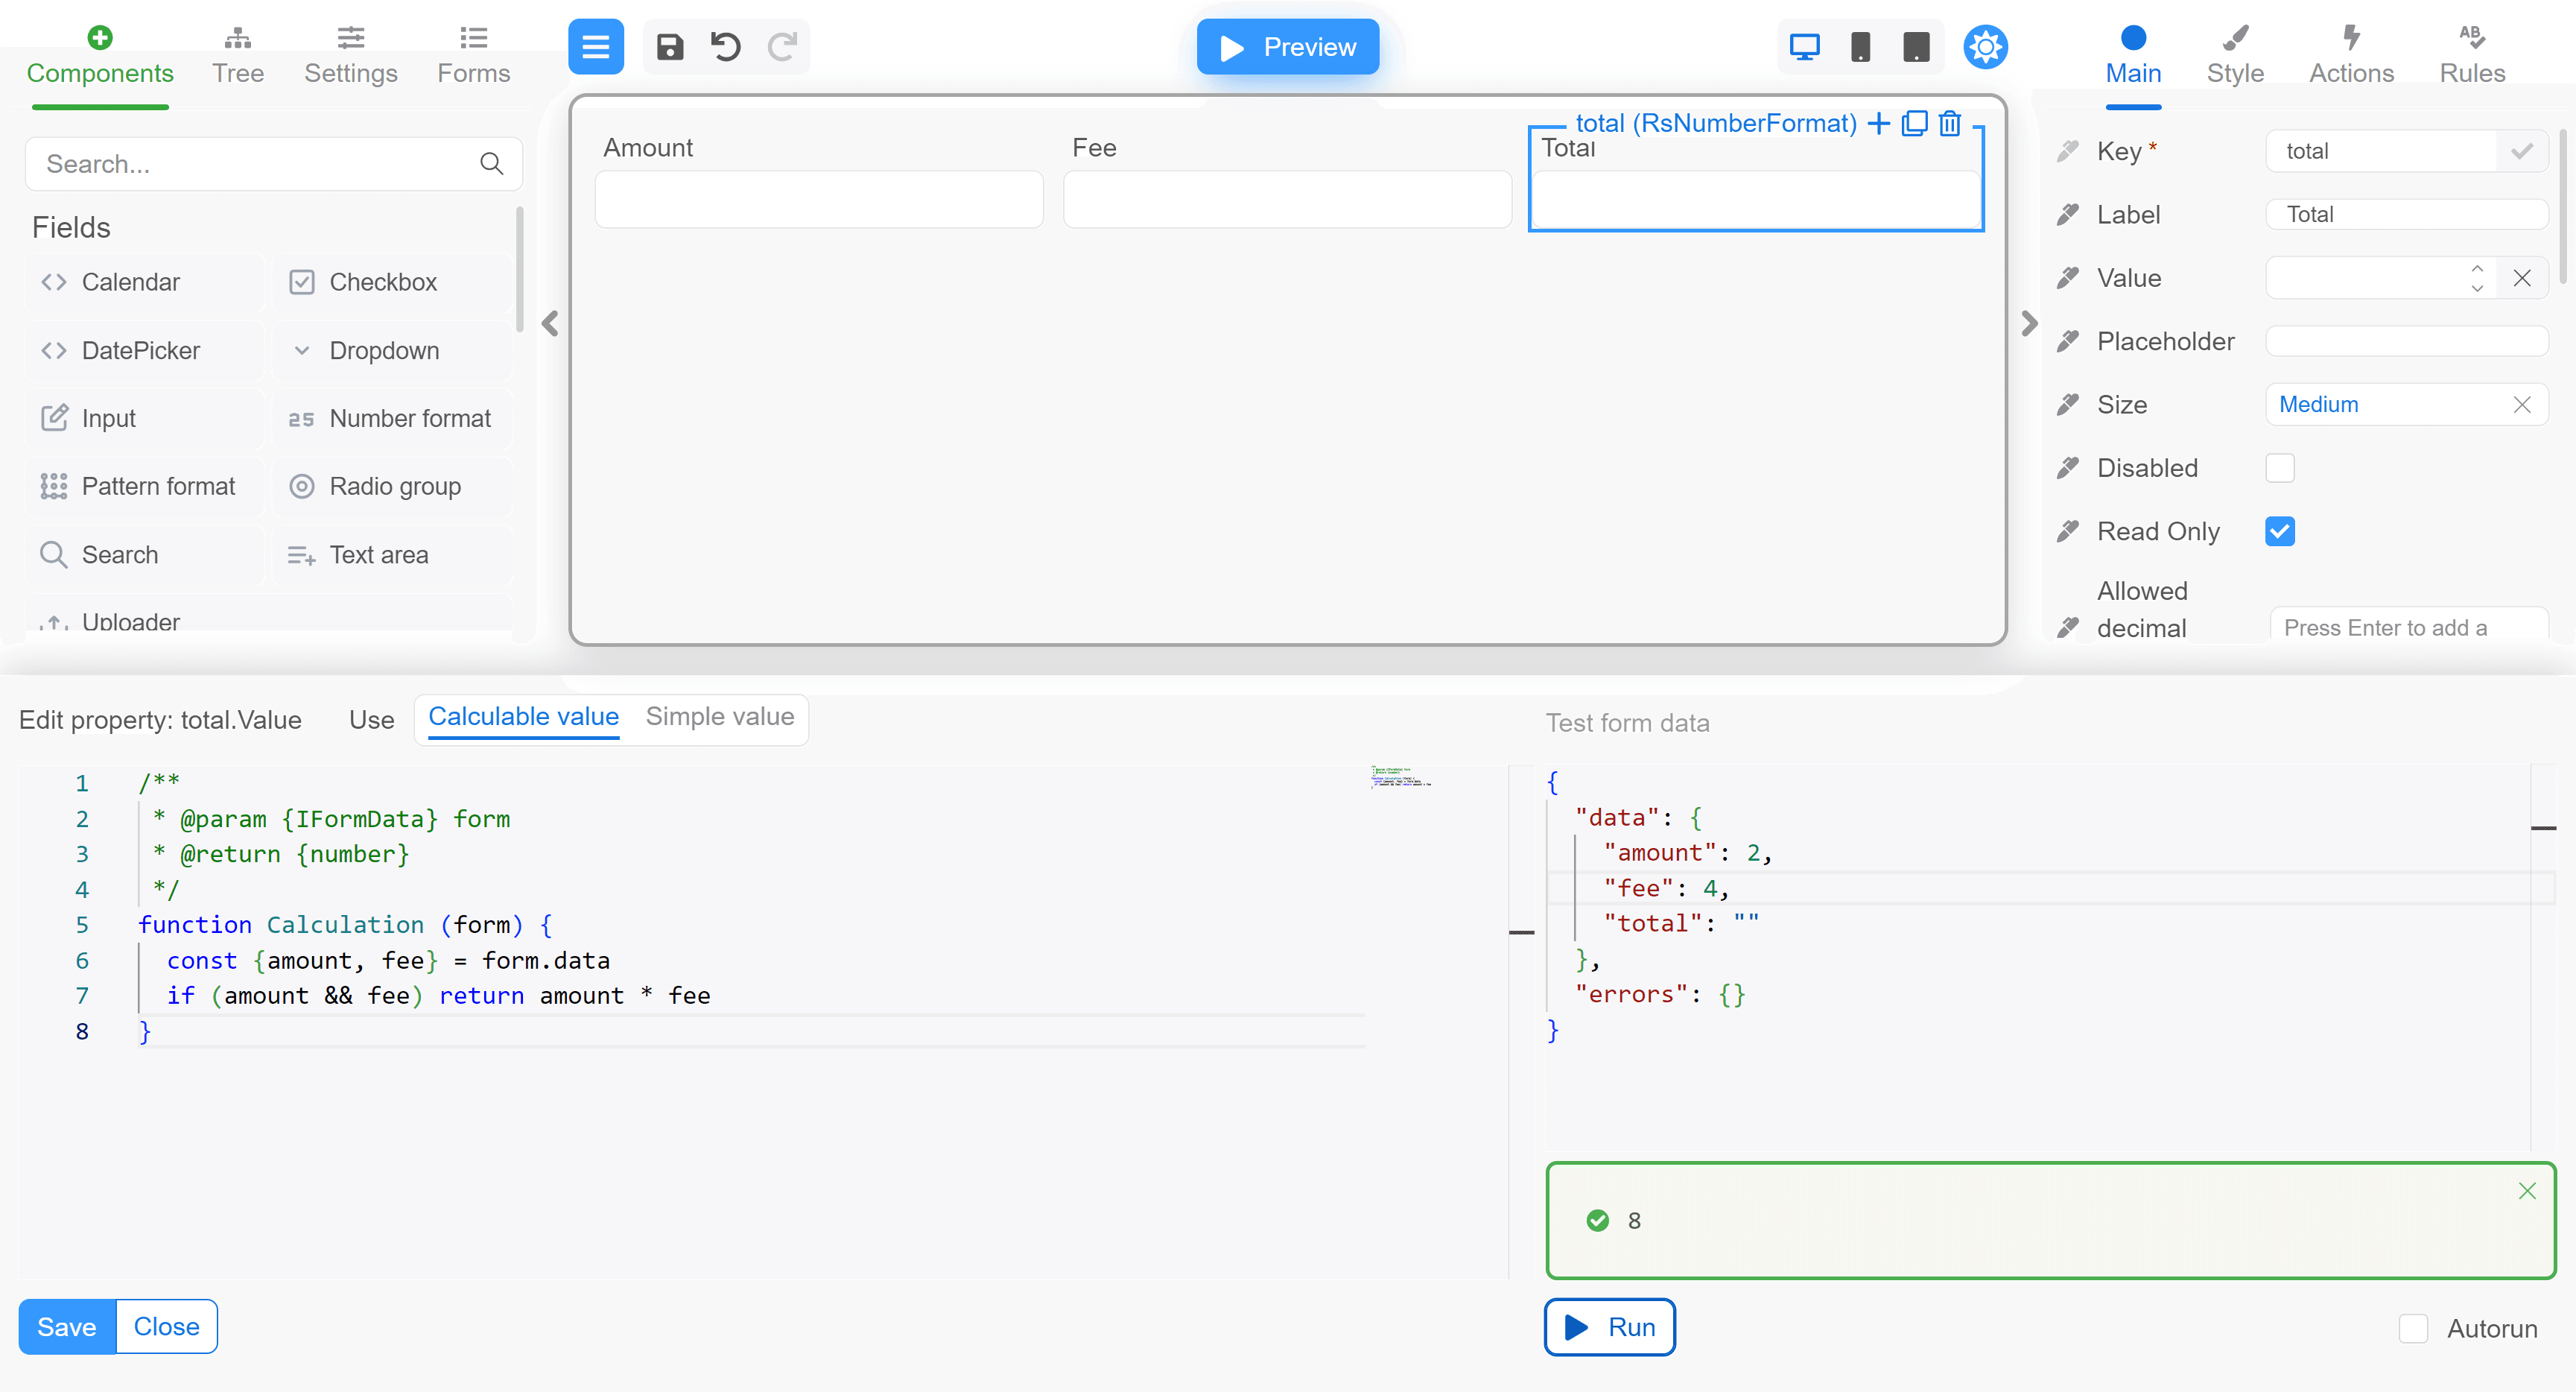 Components
Tree
Settings
Forms
Preview
Main
Style
Actions
Rules
Search...
Fields
Calendar
Checkbox
DatePicker
Dropdown
Input
25 Number format
Pattern format
Radio group
Search
Text area
Uploader
total (RsNumberFormat)
Amount
Fee
Total
Key *
total
Label
Total
Value
Placeholder
Size
Medium
Disabled
Read Only
Allowed
decimal
Press Enter to add a
Edit property: total.Value
Use
Calculable value
Simple value
1 /**
2 * @param {IFormData} form
3 * @return {number}
4 */
5 function Calculation (form) {
6 const {amount, fee} = form.data
7 if (amount && fee) return amount * fee
8 }
Test form data
{
"data": {
"amount": 2,
"fee": 4,
"total": ""
},
"errors": {}
}
8
Save
Close
Run
Autorun